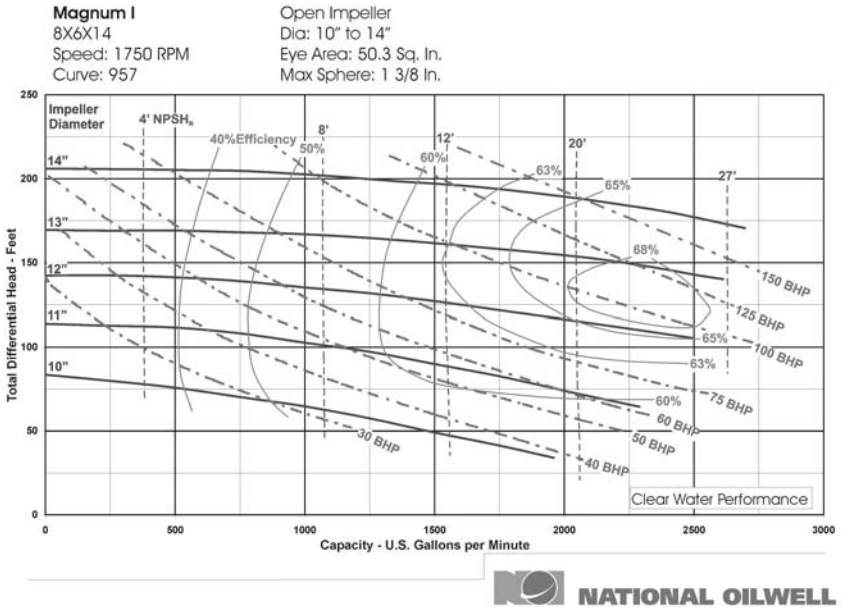 Magnum I
8X6X14
Speed: 1750 RPM
Curve: 957
Open Impeller
Dia: 10" to 14"
Eye Area: 50.3 Sq. In.
Max Sphere: 1 3/8 In.
250
200
150
100
50
0
Total Differential Head - Feet
Impeller
Diameter
14"
13"
12"
11"
10"
4' NPSHR
8'
12'
20'
27'
40%Efficiency
50%
60%
63%
65%
68%
65%
63%
60%
150 BHP
125 BHP
100 BHP
75 BHP
60 BHP
50 BHP
40 BHP
30 BHP
Clear Water Performance
0
500
1000
1500
2000
2500
3000
Capacity - U.S. Gallons per Minute
NATIONAL OILWELL